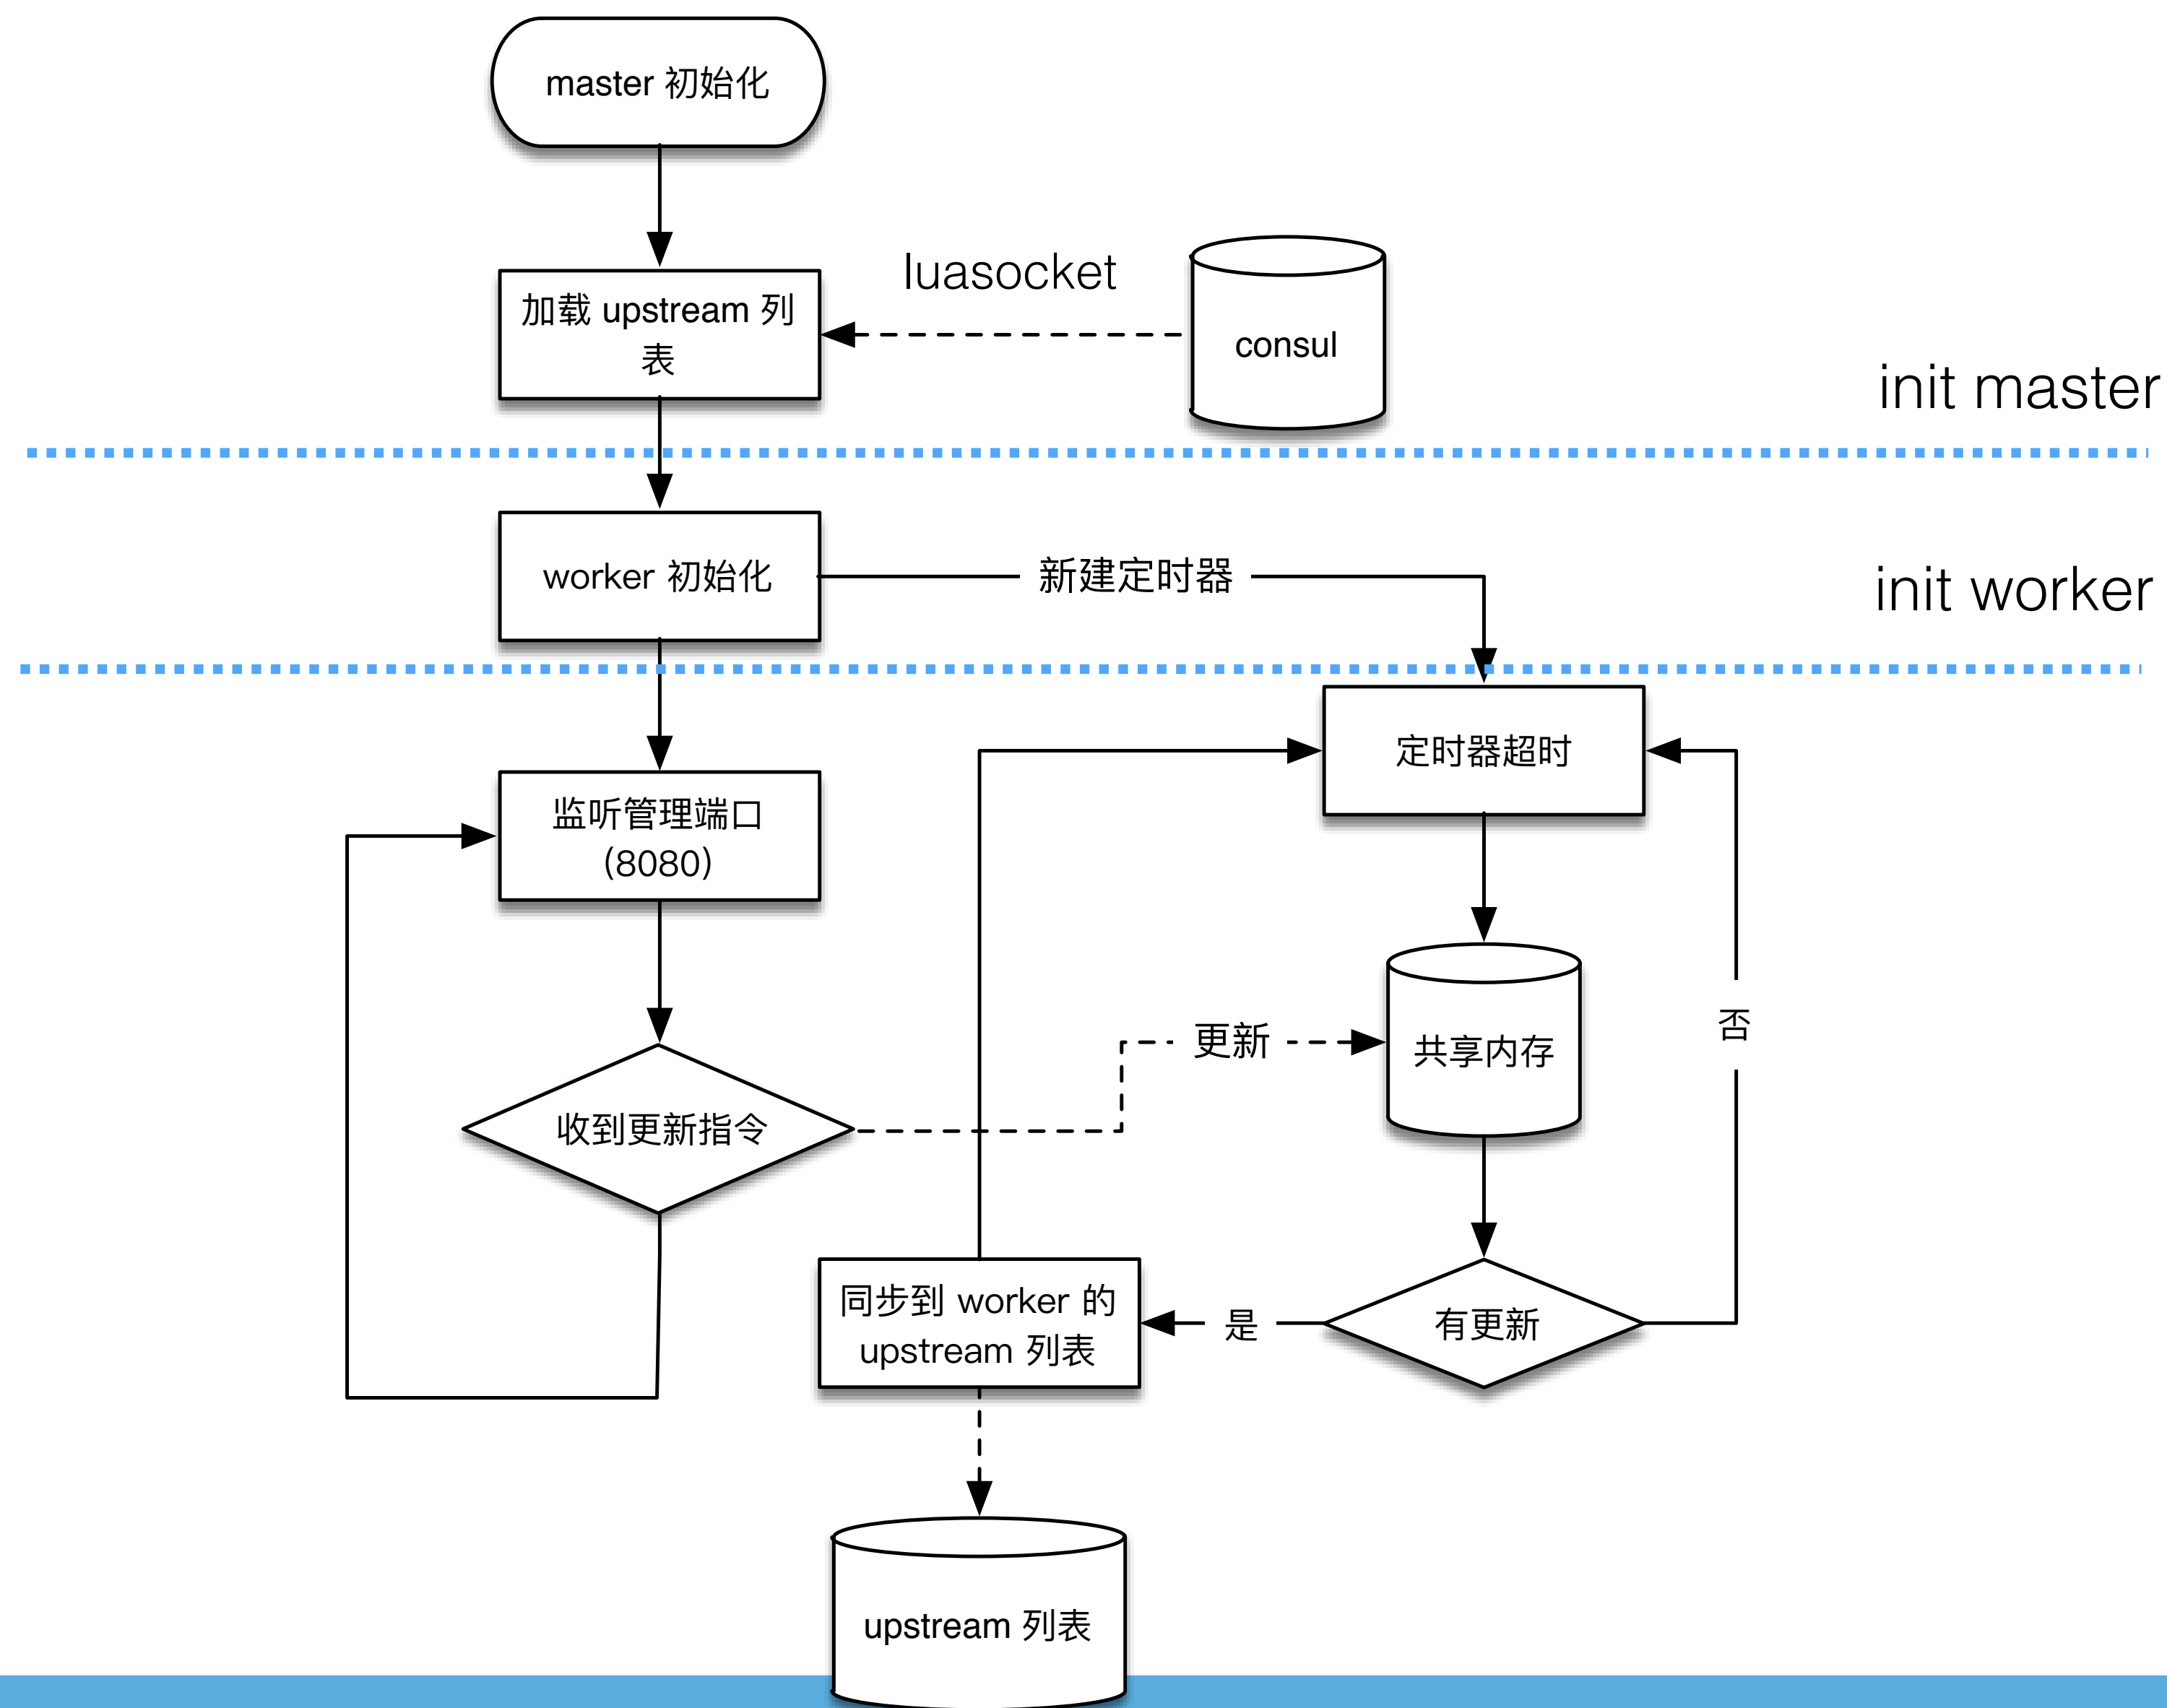 master 初始化
加载 upstream 列
表
luasocket
consul
init master
worker 初始化
新建定时器
init worker
定时器超时
监听管理端口
(8080)
否
更新
共享内存
收到更新指令
同步到 worker 的
upstream 列表
是
有更新
upstream 列表